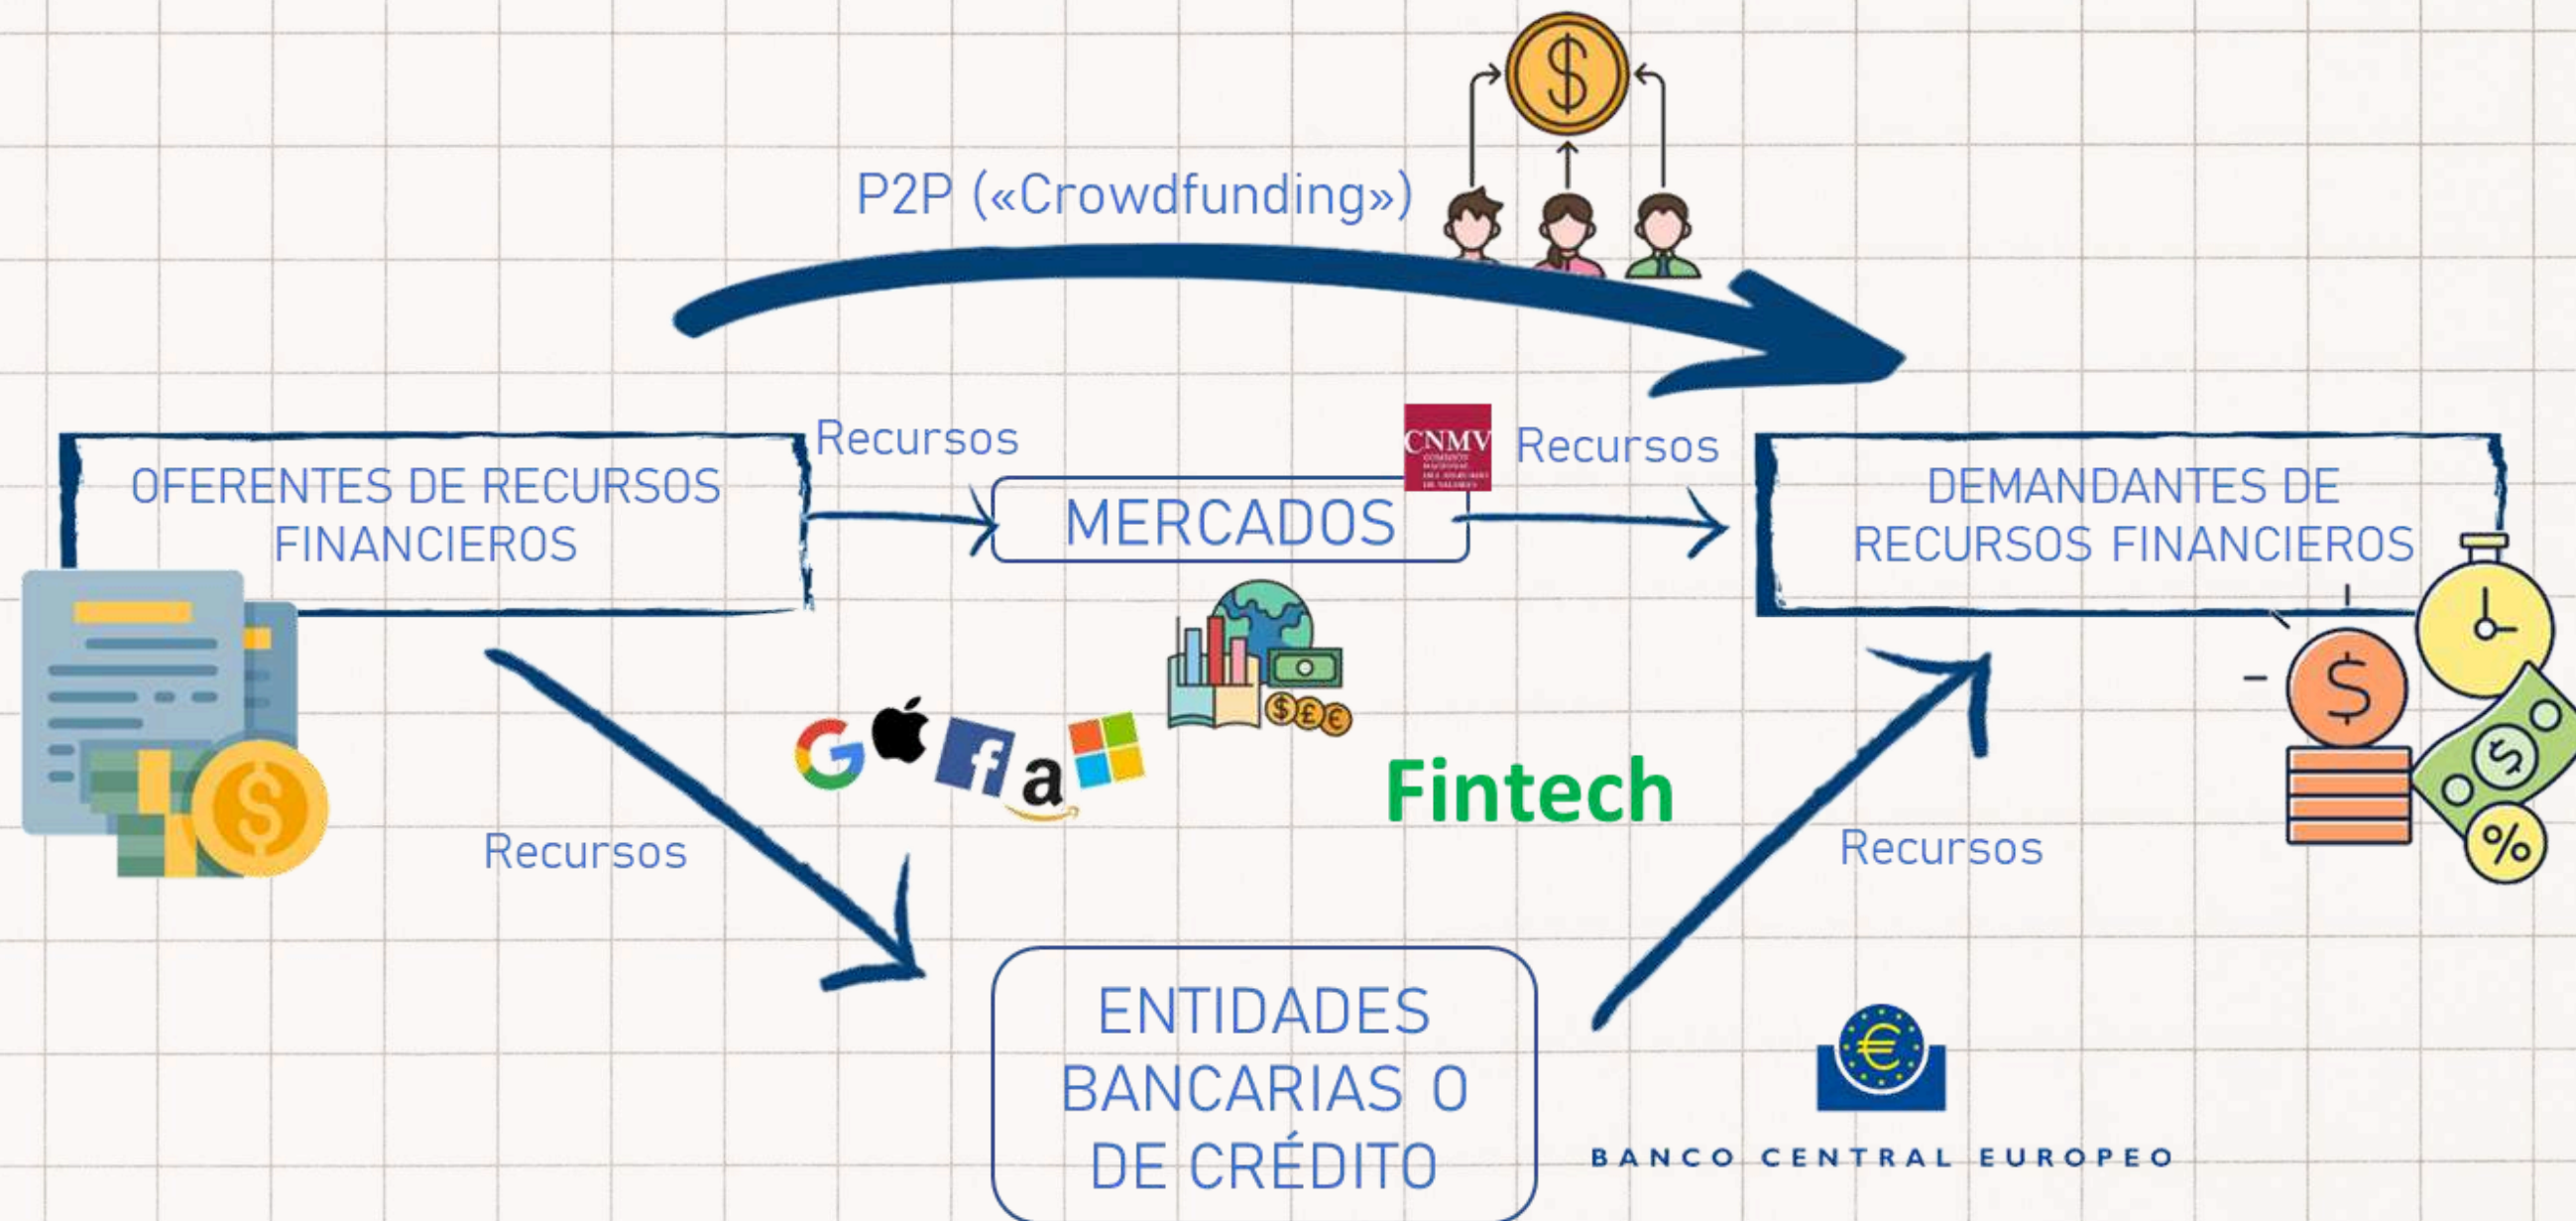 P2P («Crowdfunding»)
Recursos
CNMV
Recursos
OFERENTES DE RECURSOS
FINANCIEROS
MERCADOS
DEMANDANTES DE
RECURSOS FINANCIEROS
Fintech
Recursos
Recursos
ENTIDADES
BANCARIAS O
DE CRÉDITO
BANCO CENTRAL EUROPEO